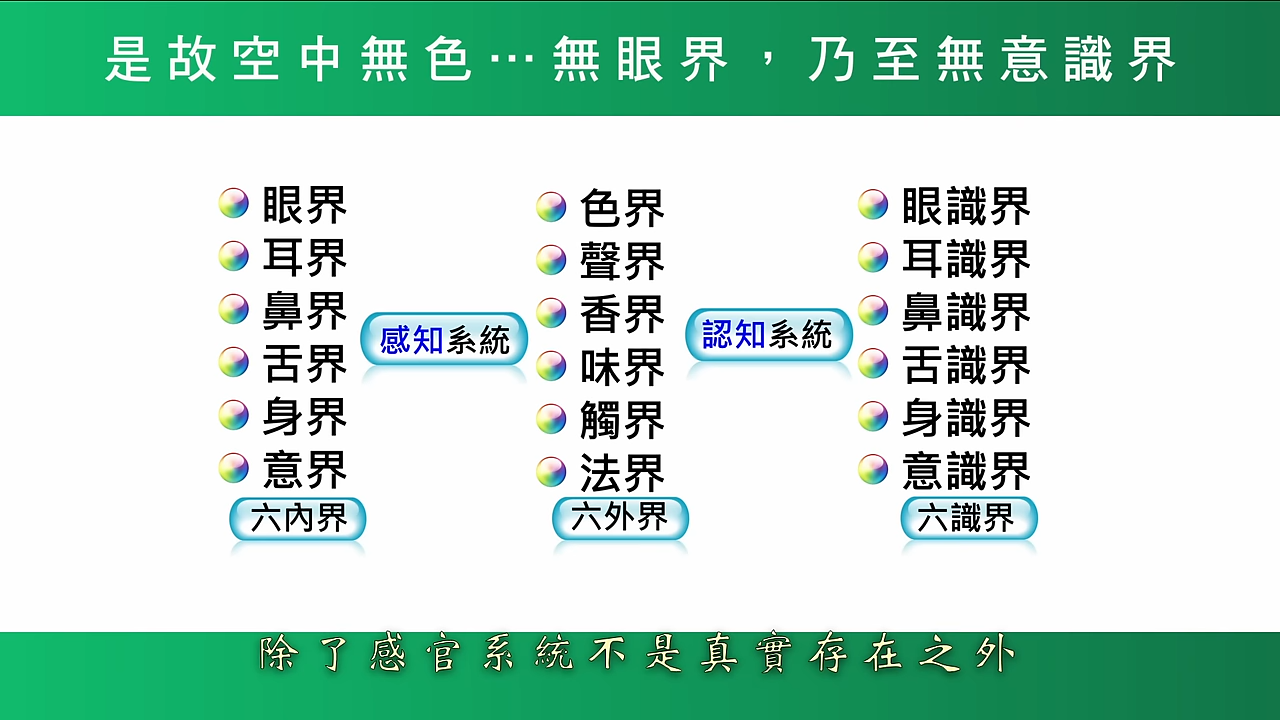 是故空中無色…無眼界，乃至無意識界
眼界
耳界
鼻界
舌界
身界
意界
六內界
感知系統
色界
聲界
香界
味界
觸界
法界
六外界
認知系統
眼識界
耳識界
鼻識界
舌識界
身識界
意識界
六識界
除了感官系統不是真實存在之外